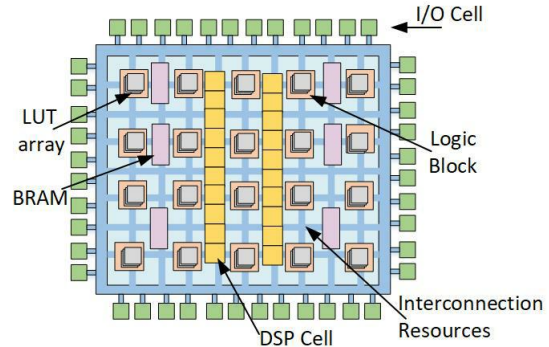 I/O Cell
LUT
array
Logic
Block
BRAM
Interconnection
Resources
DSP Cell